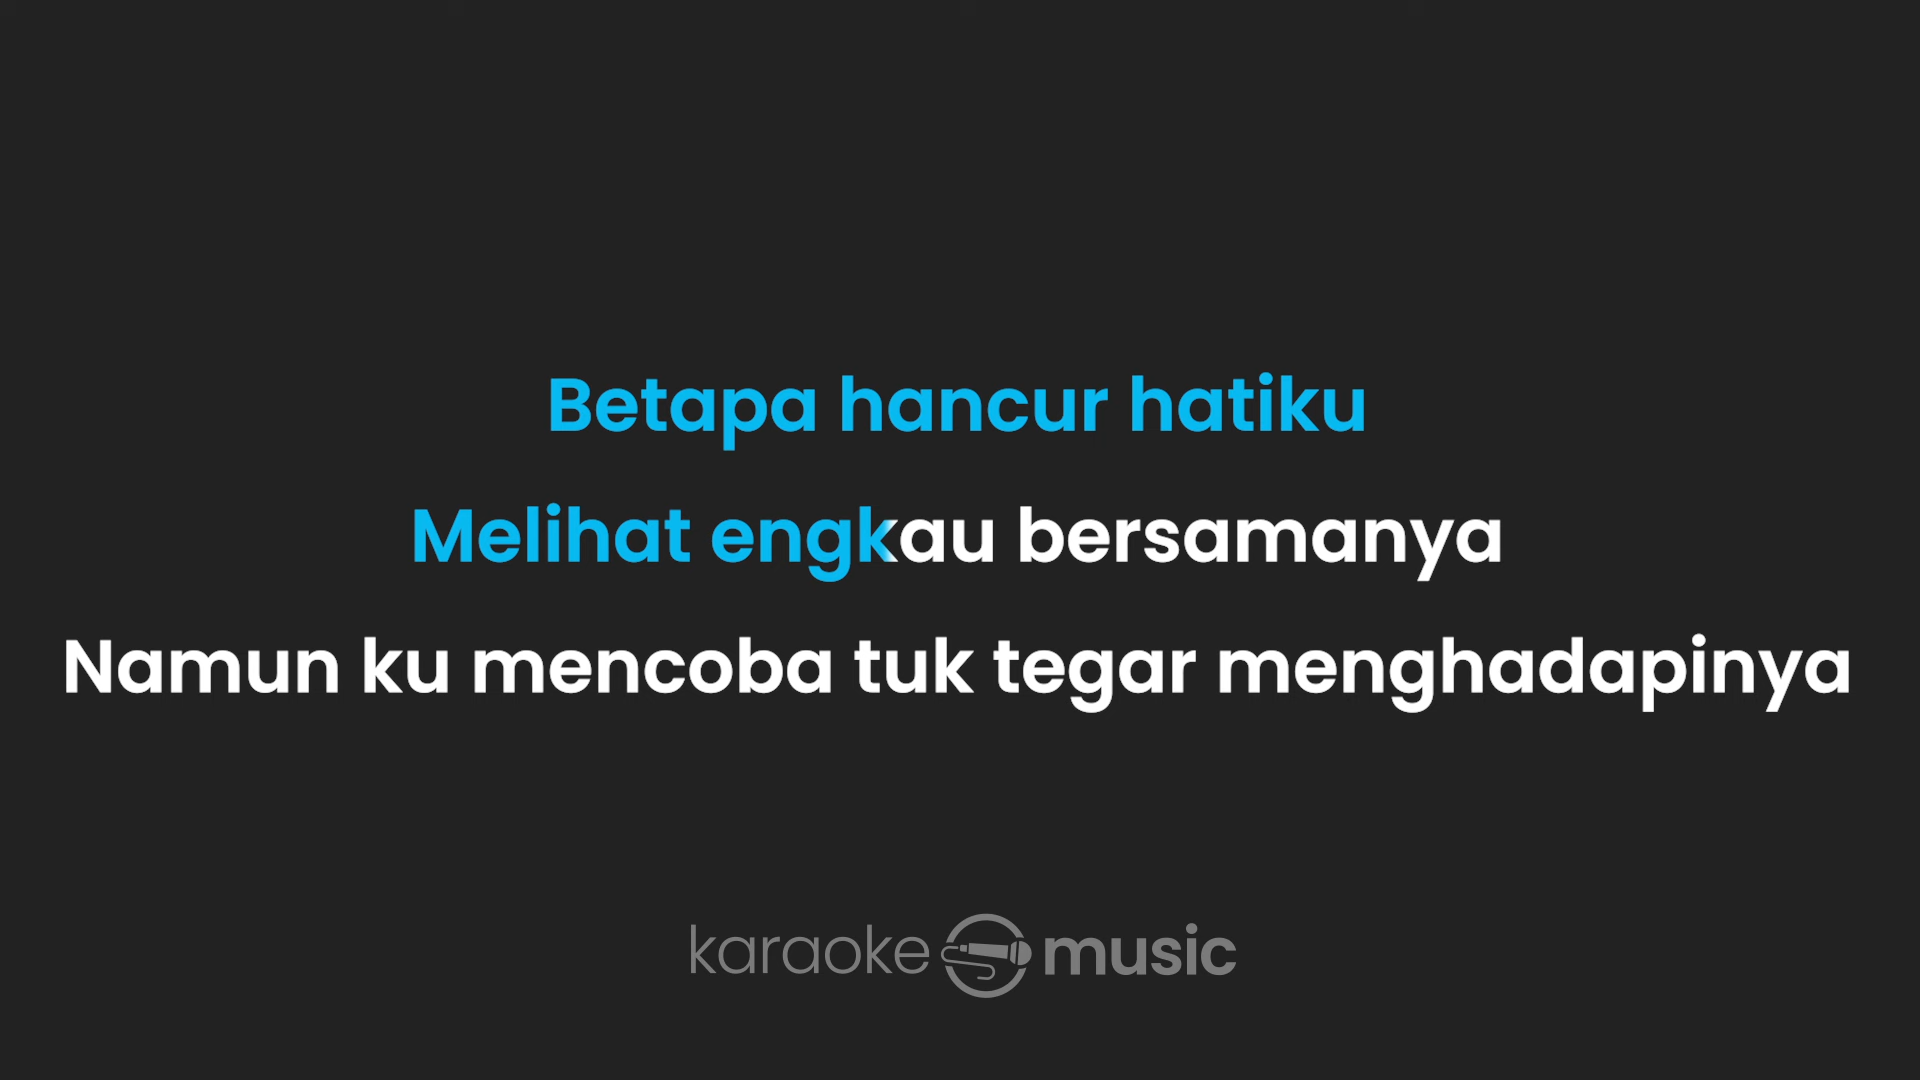 Betapa hancur hatiku
Melihat engkau bersamanya
Namun ku mencoba tuk tegar menghadapinya
karaoke music